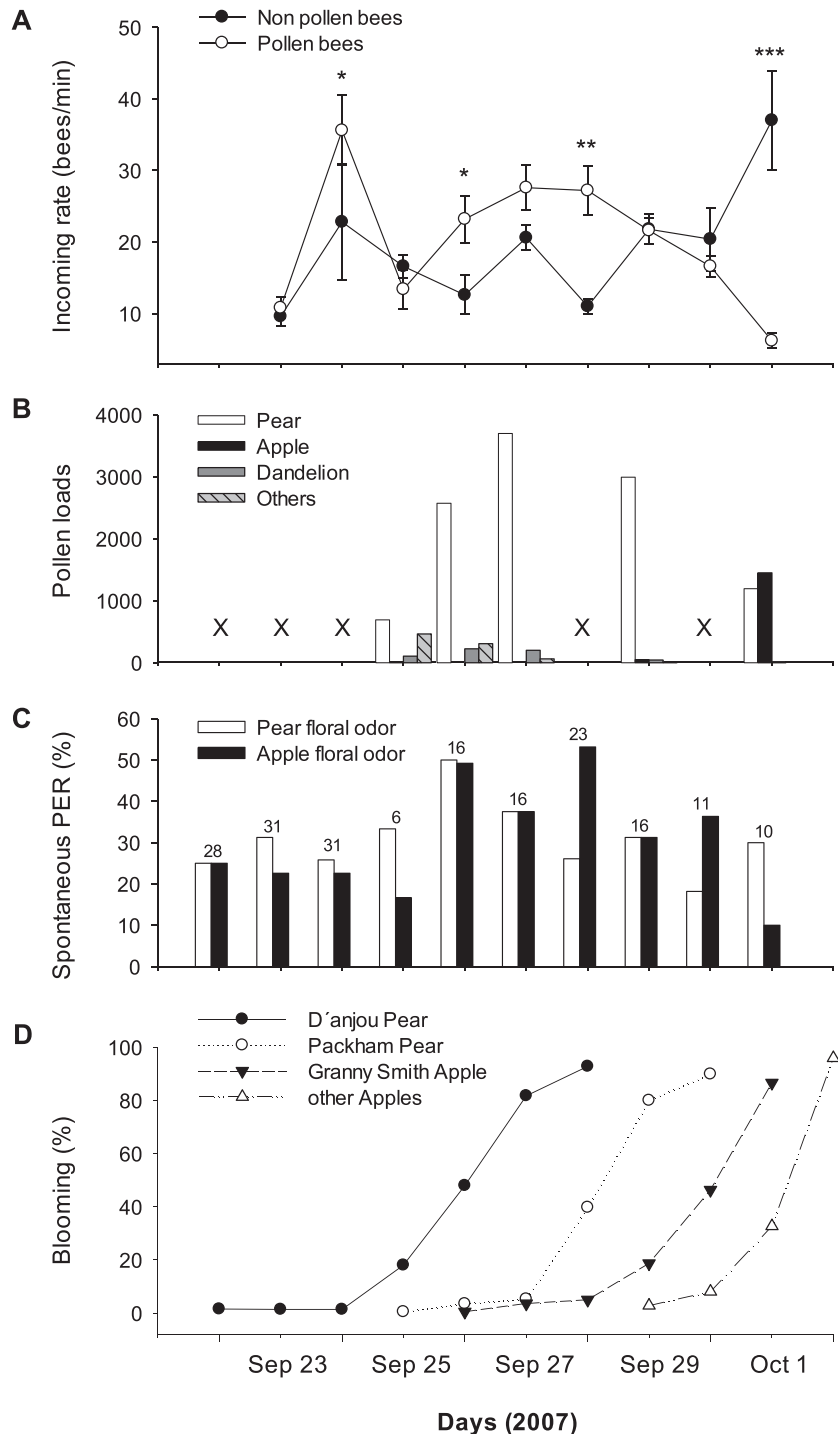 A
Non pollen bees
Pollen bees
Incoming rate (bees/min)
50
40
30
20
10
*
*
**
***
B
Pear
Apple
Dandelion
Others
Pollen loads
4000
3000
2000
1000
0
X X X X X
C
Pear floral odor
Apple floral odor
Spontaneous PER (%)
60
50
40
30
20
10
0
28 31 31 6 16 16 23 16 11 10
D
D´anjou Pear
Packham Pear
Granny Smith Apple
other Apples
Blooming (%)
100
80
60
40
20
0
Sep 23 Sep 25 Sep 27 Sep 29 Oct 1
Days (2007)